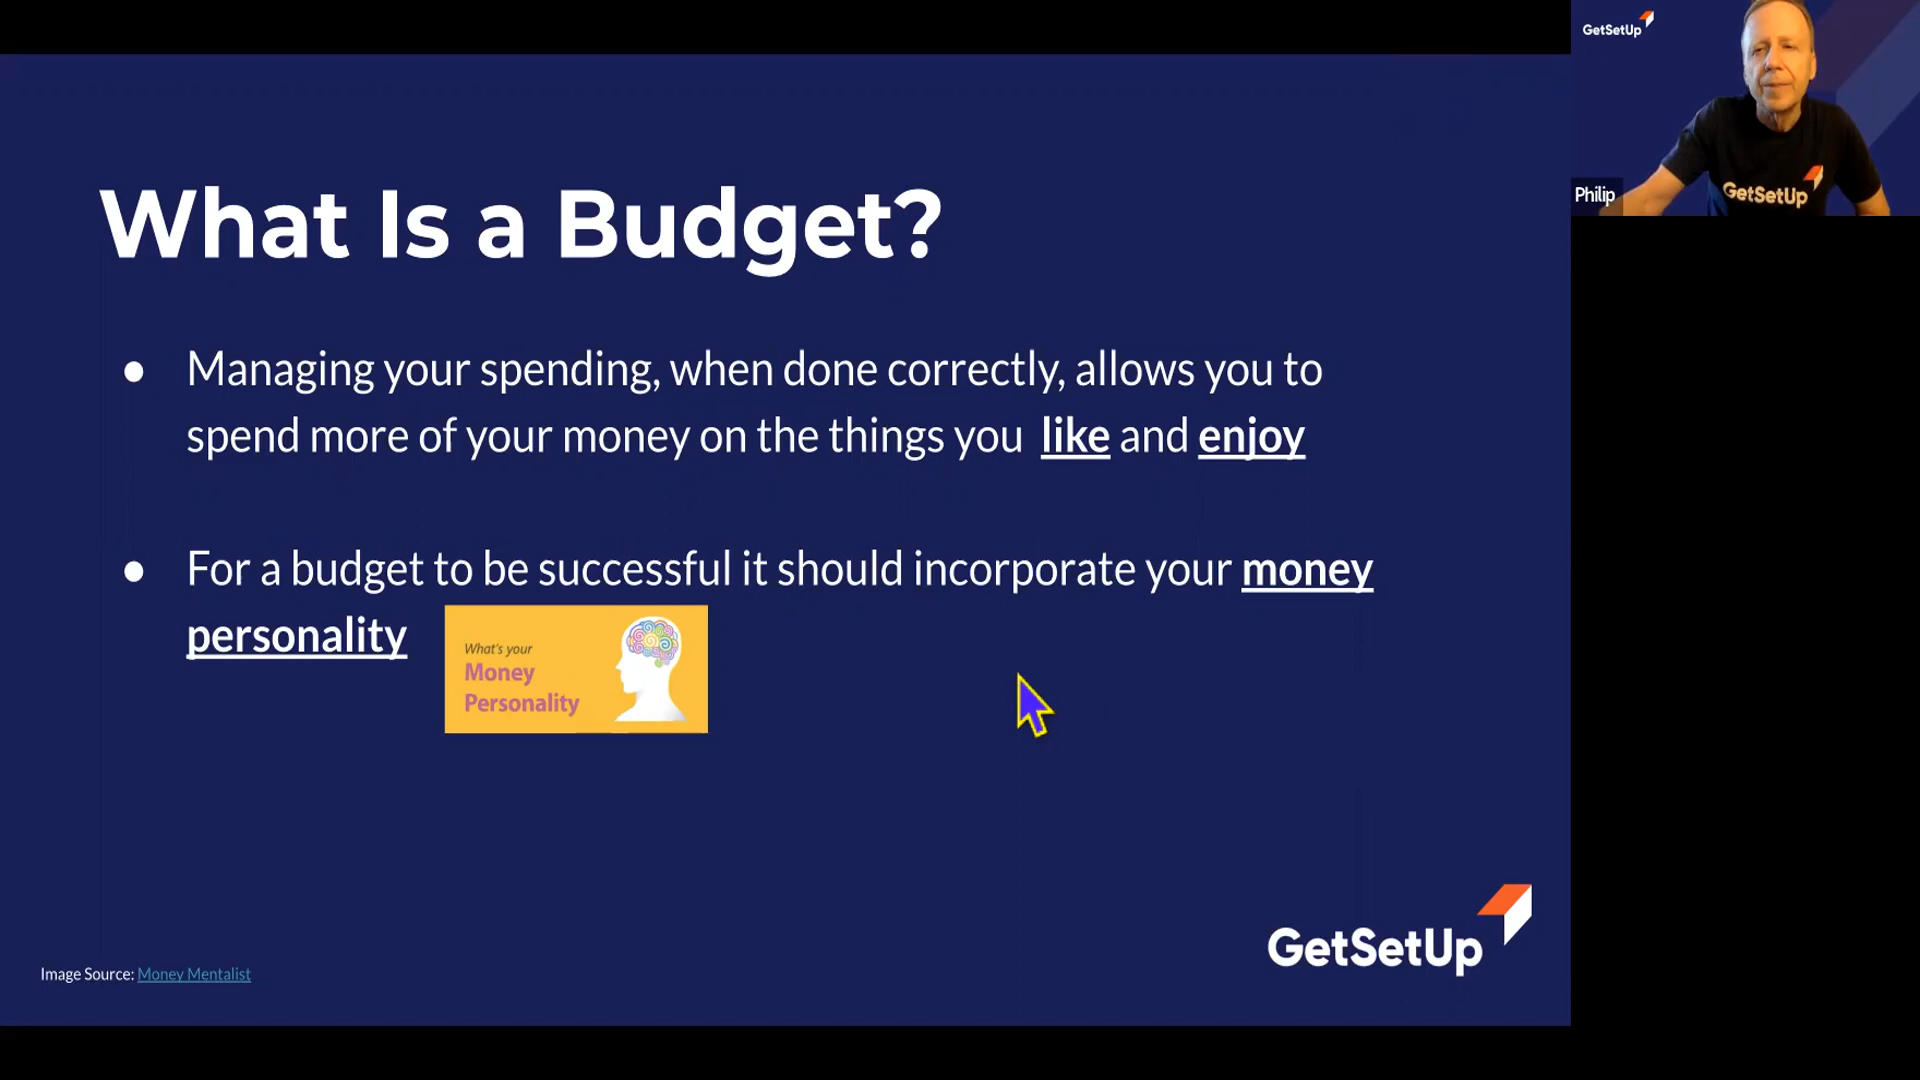 GetSetUp
GetSetUp
Philip
What Is a Budget?
● Managing your spending, when done correctly, allows you to
spend more of your money on the things you like and enjoy
● For a budget to be successful it should incorporate your money
personality
What's your
Money
Personality
GetSetUp
Image Source: Money Mentalist